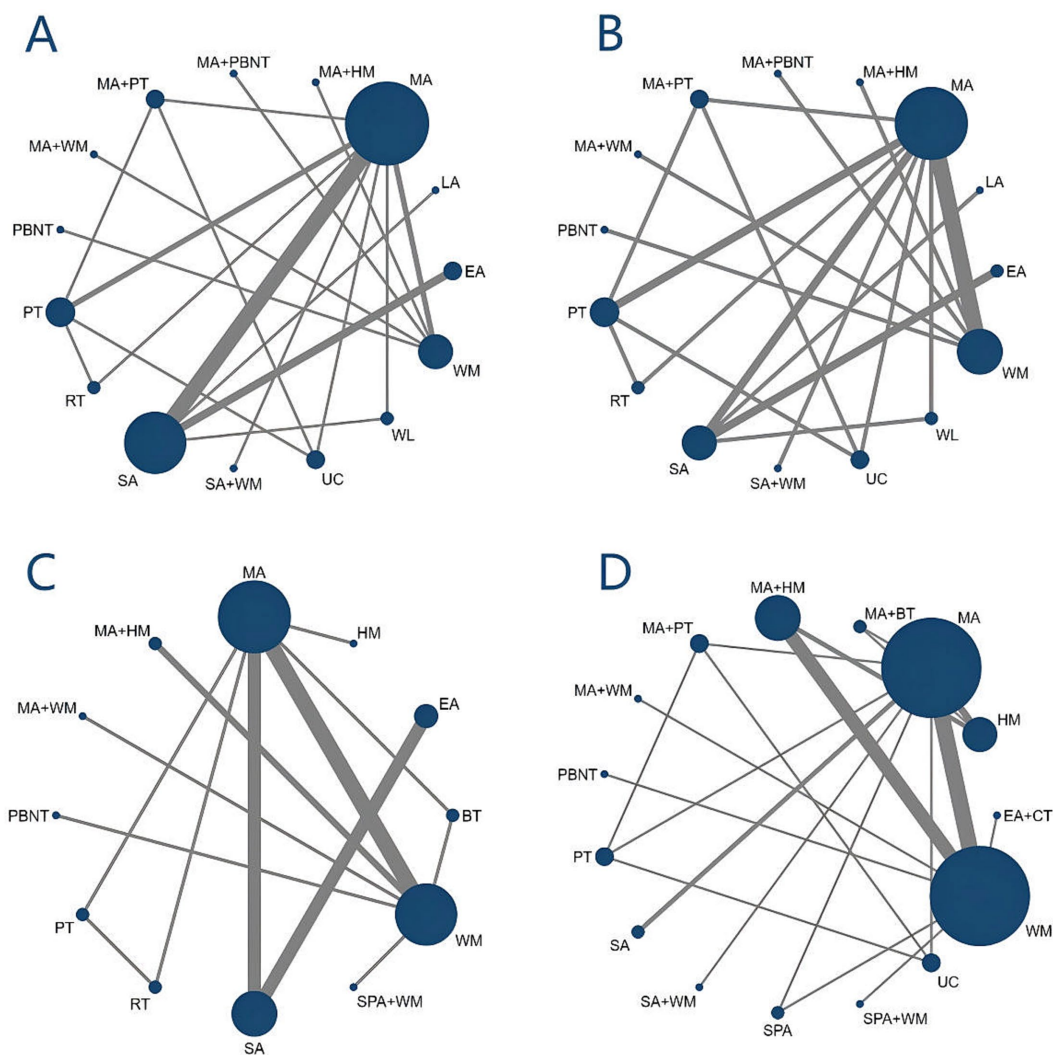 A
B
MA+PBNT
MA+HM
MA
MA+PT
MA+WM
LA
PBNT
EA
PT
WM
RT
WL
SA
SA+WM
UC
MA+PBNT
MA+HM
MA
MA+PT
MA+WM
LA
PBNT
EA
PT
WM
RT
WL
SA
SA+WM
UC
C
D
MA
MA+HM
HM
MA+WM
EA
PBNT
BT
PT
WM
RT
SPA+WM
SA
MA+HM
MA+BT
MA
MA+PT
MA+WM
HM
PBNT
EA+CT
PT
WM
SA
UC
SA+WM
SPA
SPA+WM